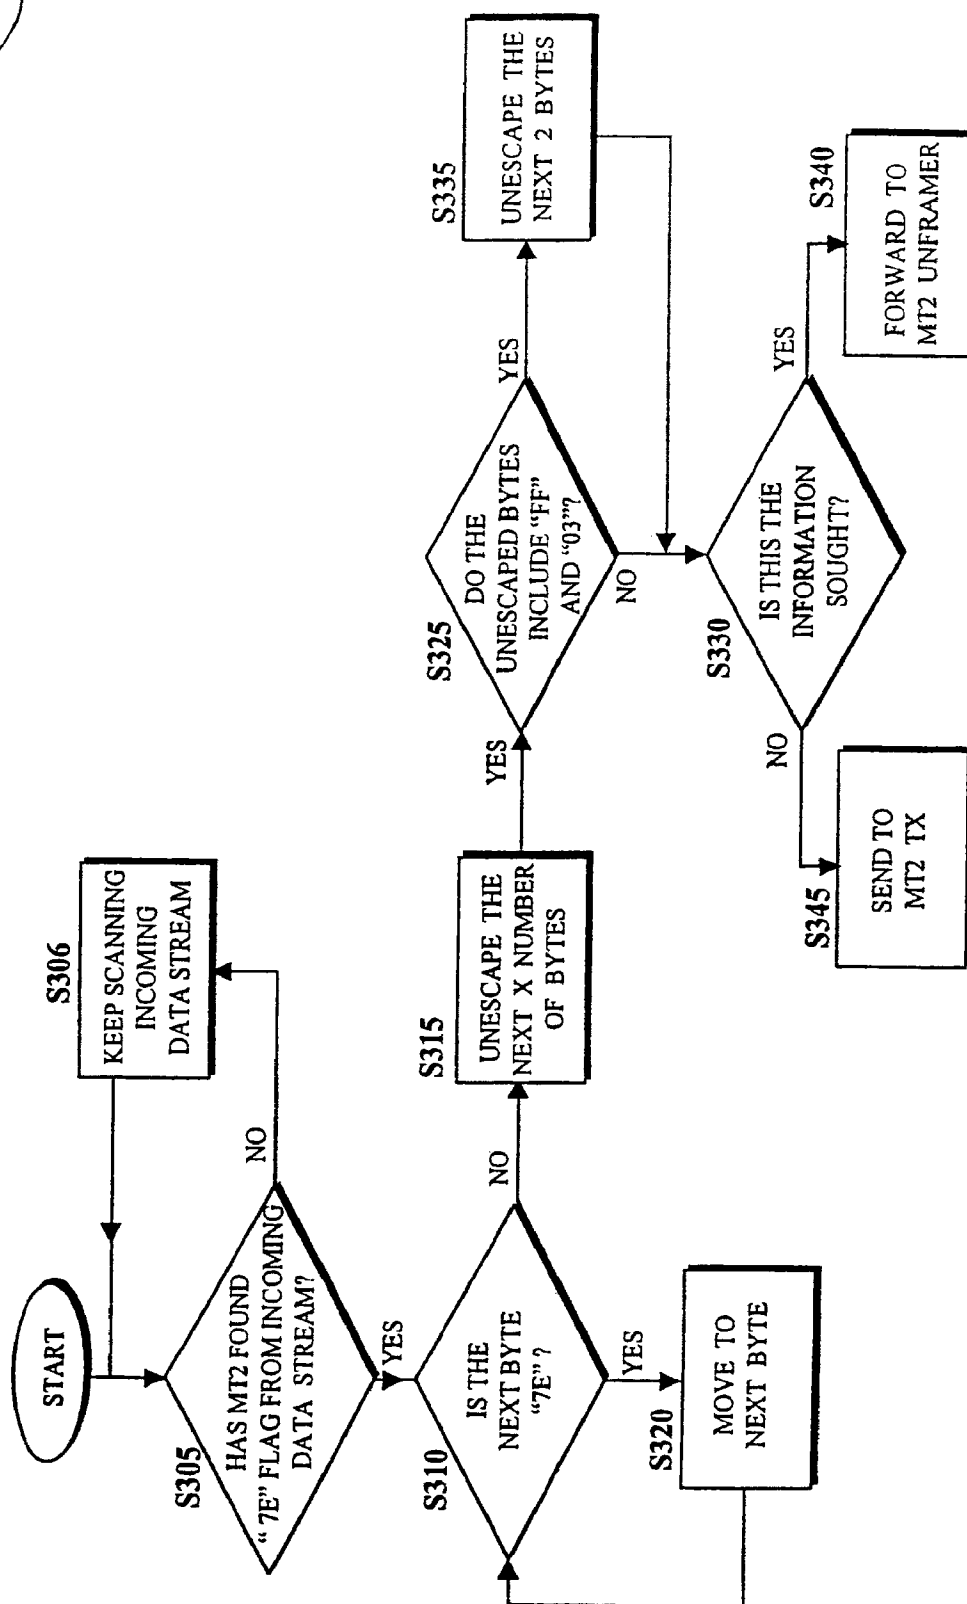 START
S305
HAS MT2 FOUND
“ 7E” FLAG FROM INCOMING
DATA STREAM?
NO
S306
KEEP SCANNING
INCOMING
DATA STREAM
YES
S310
IS THE
NEXT BYTE
“7E” ?
YES
S320
MOVE TO
NEXT BYTE
NO
S315
UNESCAPE THE
NEXT X NUMBER
OF BYTES
YES
S325
DO THE
UNESCAPED BYTES
INCLUDE “FF”
AND “03”?
YES
S335
UNESCAPE THE
NEXT 2 BYTES
NO
S330
IS THIS THE
INFORMATION
SOUGHT?
NO
S345
SEND TO
MT2 TX
YES
S340
FORWARD TO
MT2 UNFRAMER